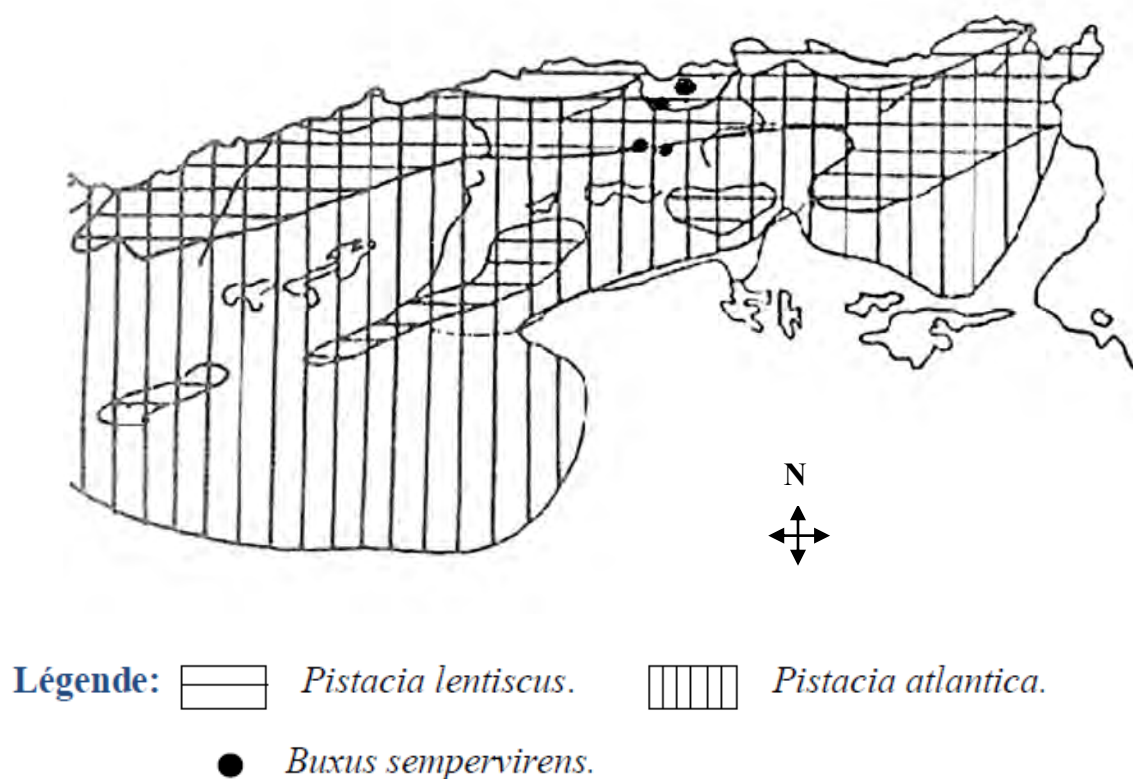 N
Légende: Pistacia lentiscus. Pistacia atlantica.
Buxus sempervirens.